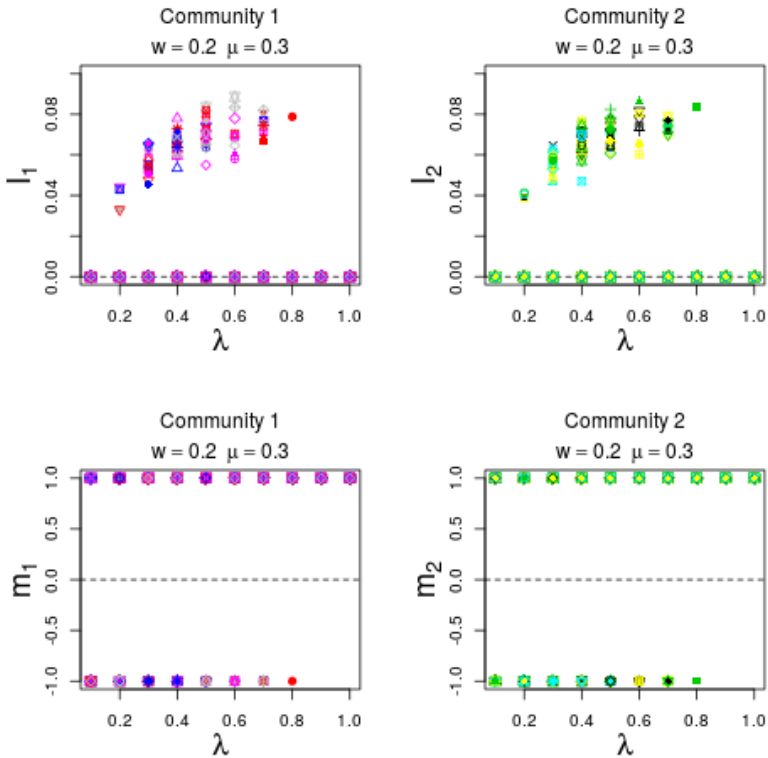 Community 1
w = 0.2 μ = 0.3
I1
0.00 0.04 0.08
0.2 0.4 0.6 0.8 1.0
λ
Community 2
w = 0.2 μ = 0.3
I2
0.00 0.04 0.08
0.2 0.4 0.6 0.8 1.0
λ
Community 1
w = 0.2 μ = 0.3
m1
-1.0 -0.5 0.0 0.5 1.0
0.2 0.4 0.6 0.8 1.0
λ
Community 2
w = 0.2 μ = 0.3
m2
-1.0 -0.5 0.0 0.5 1.0
0.2 0.4 0.6 0.8 1.0
λ